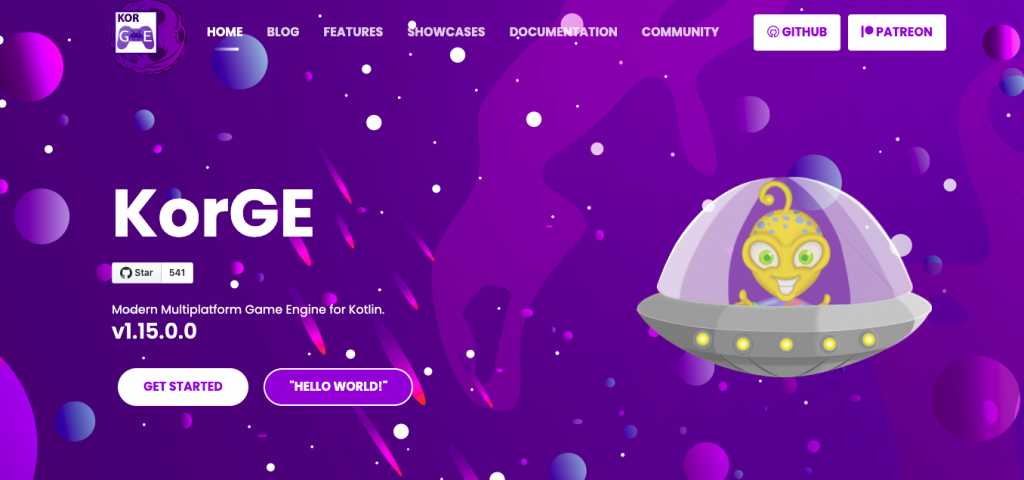 KOR
G E
HOME BLOG FEATURES SHOWCASES DOCUMENTATION COMMUNITY GITHUB PATREON
KorGE
Star 541
Modern Multiplatform Game Engine for Kotlin.
v1.15.0.0
GET STARTED "HELLO WORLD!"